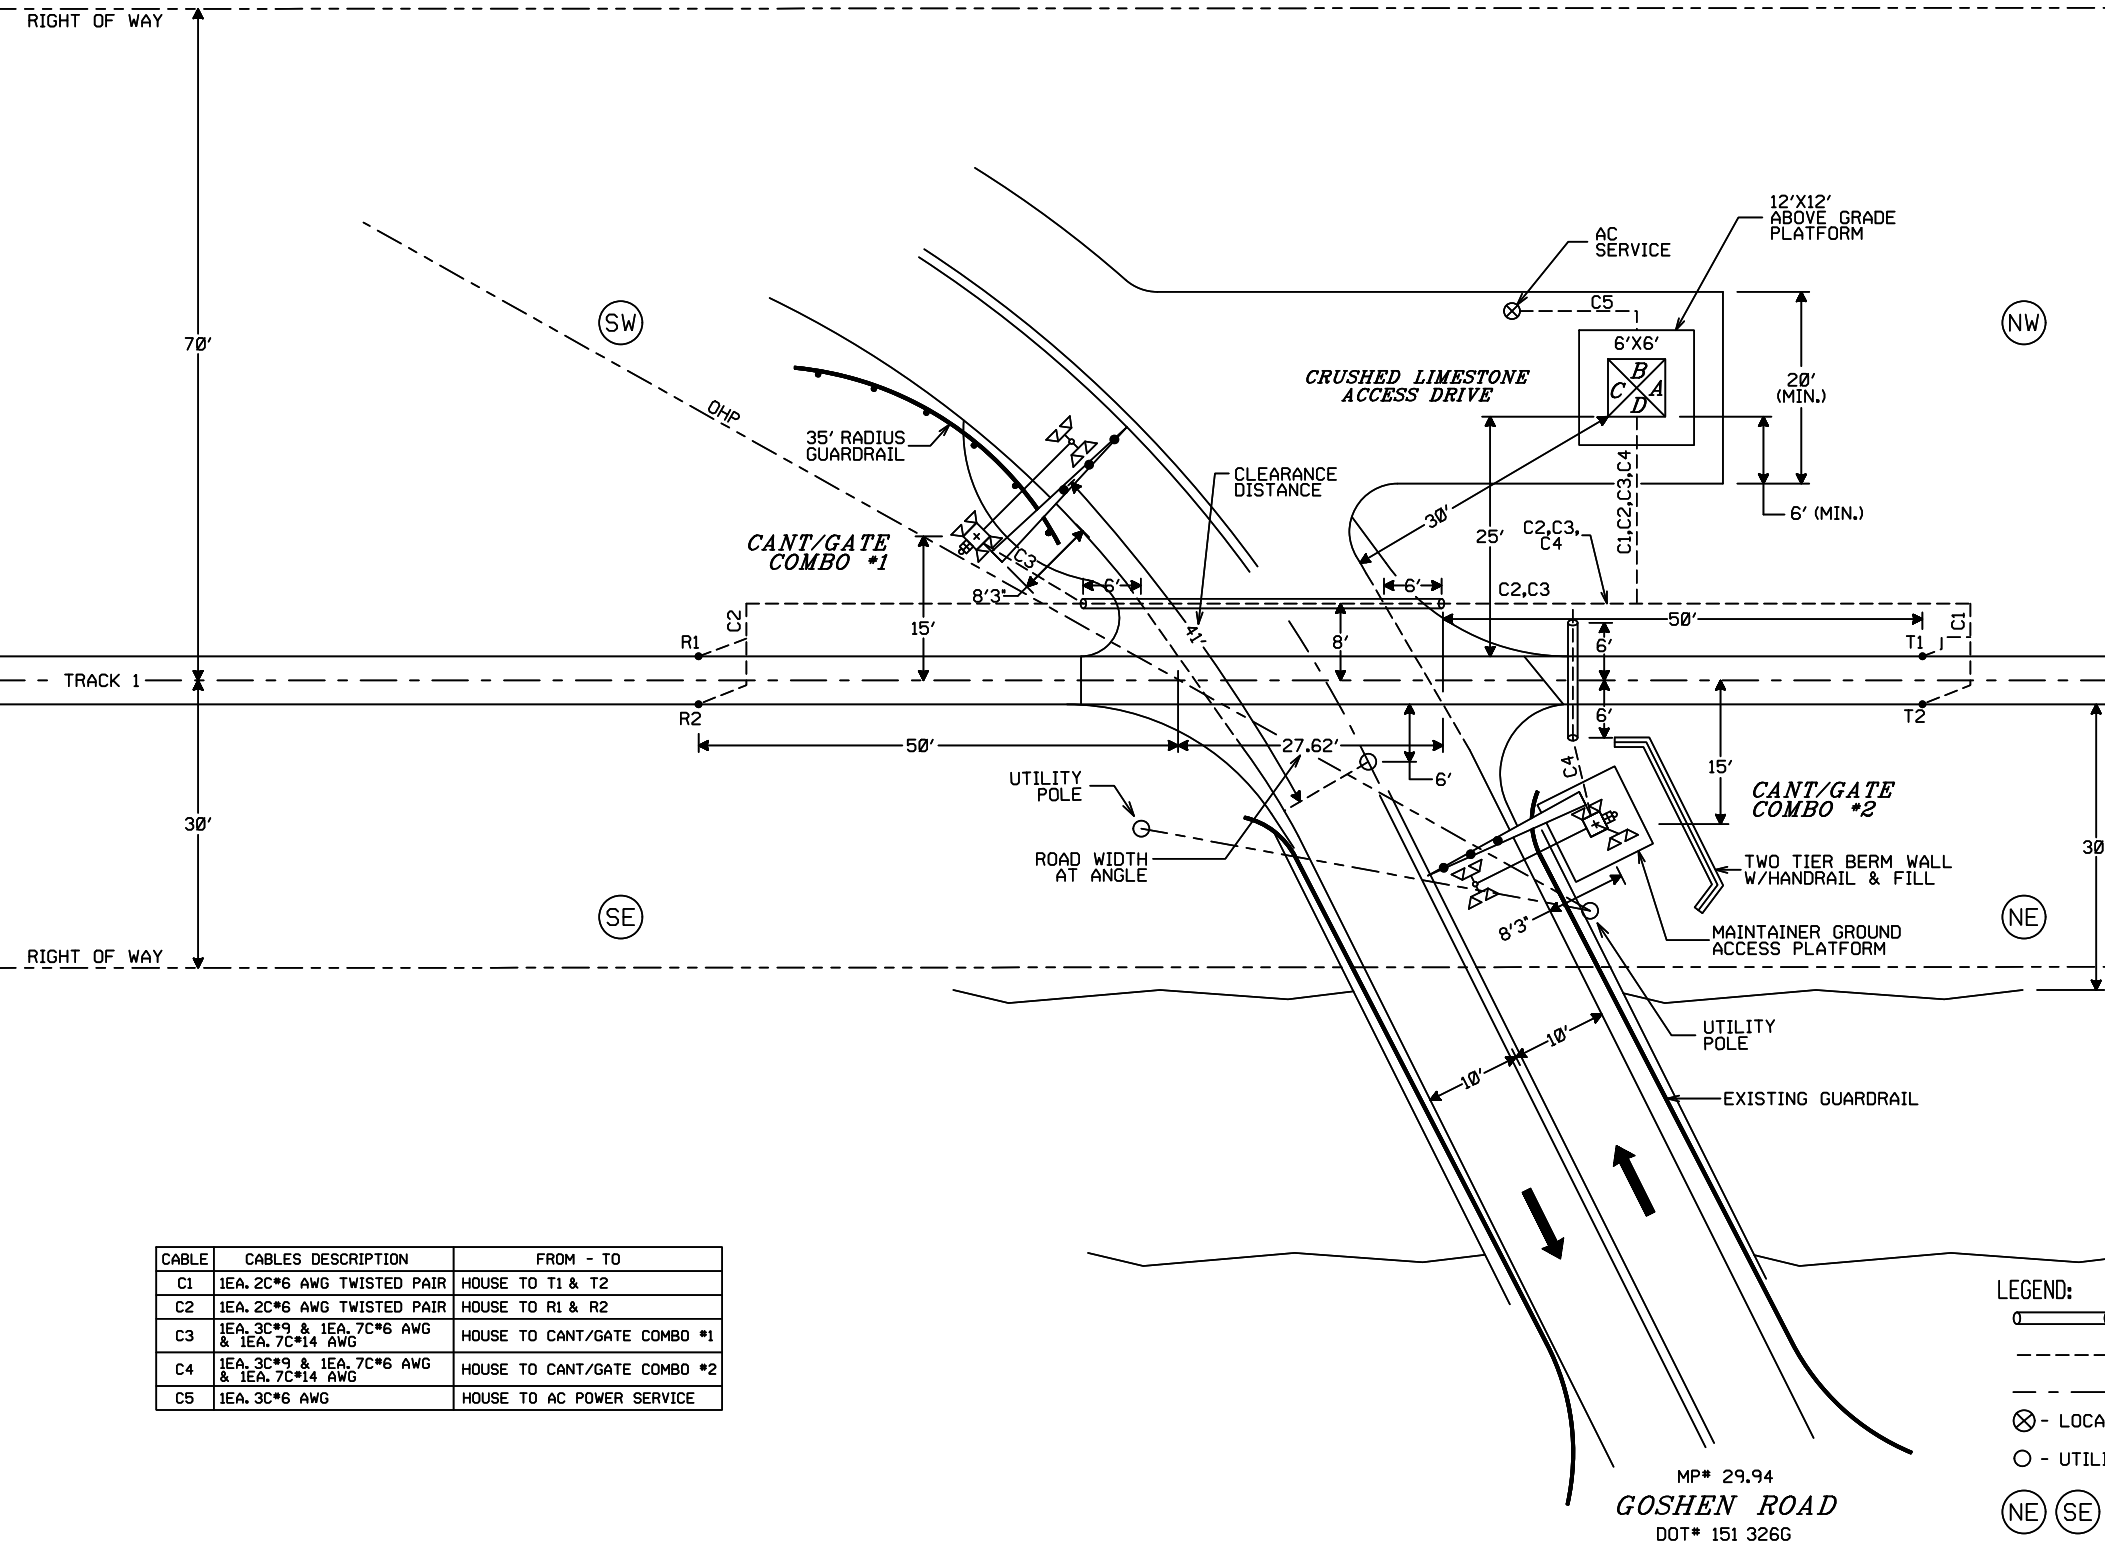 RIGHT OF WAY
70'
SW
NW
OHP
12'X12'
ABOVE GRADE
PLATFORM
AC
SERVICE
C5
6'X6'
B
C
A
D
20'
(MIN.)
CRUSHED LIMESTONE
ACCESS DRIVE
35' RADIUS
GUARDRAIL
CLEARANCE
DISTANCE
C1,C2,C3,C4
30'
25'
6' (MIN.)
C2,C3,
C4
CANT/GATE
COMBO #1
C3
8'3"
6'
6'
C2,C3
C2
15'
41'
8'
50'
C1
R1
6'
T1
TRACK 1
R2
6'
T2
50'
27.62'
6'
C4
15'
UTILITY
POLE
CANT/GATE
COMBO #2
30'
ROAD WIDTH
AT ANGLE
TWO TIER BERM WALL
W/HANDRAIL & FILL
30
SE
NE
8'3"
MAINTAINER GROUND
ACCESS PLATFORM
RIGHT OF WAY
10'
10'
UTILITY
POLE
EXISTING GUARDRAIL
CABLE CABLES DESCRIPTION FROM - TO
C1 1EA. 2C#6 AWG TWISTED PAIR HOUSE TO T1 & T2
C2 1EA. 2C#6 AWG TWISTED PAIR HOUSE TO R1 & R2
C3 1EA. 3C#9 & 1EA. 7C#6 AWG
& 1EA. 7C#14 AWG HOUSE TO CANT/GATE COMBO #1
C4 1EA. 3C#9 & 1EA. 7C#6 AWG
& 1EA. 7C#14 AWG HOUSE TO CANT/GATE COMBO #2
C5 1EA. 3C#6 AWG HOUSE TO AC POWER SERVICE
LEGEND:
- LOCA
- UTILI
NE SE
MP# 29.94
GOSHEN ROAD
DOT# 151 326G